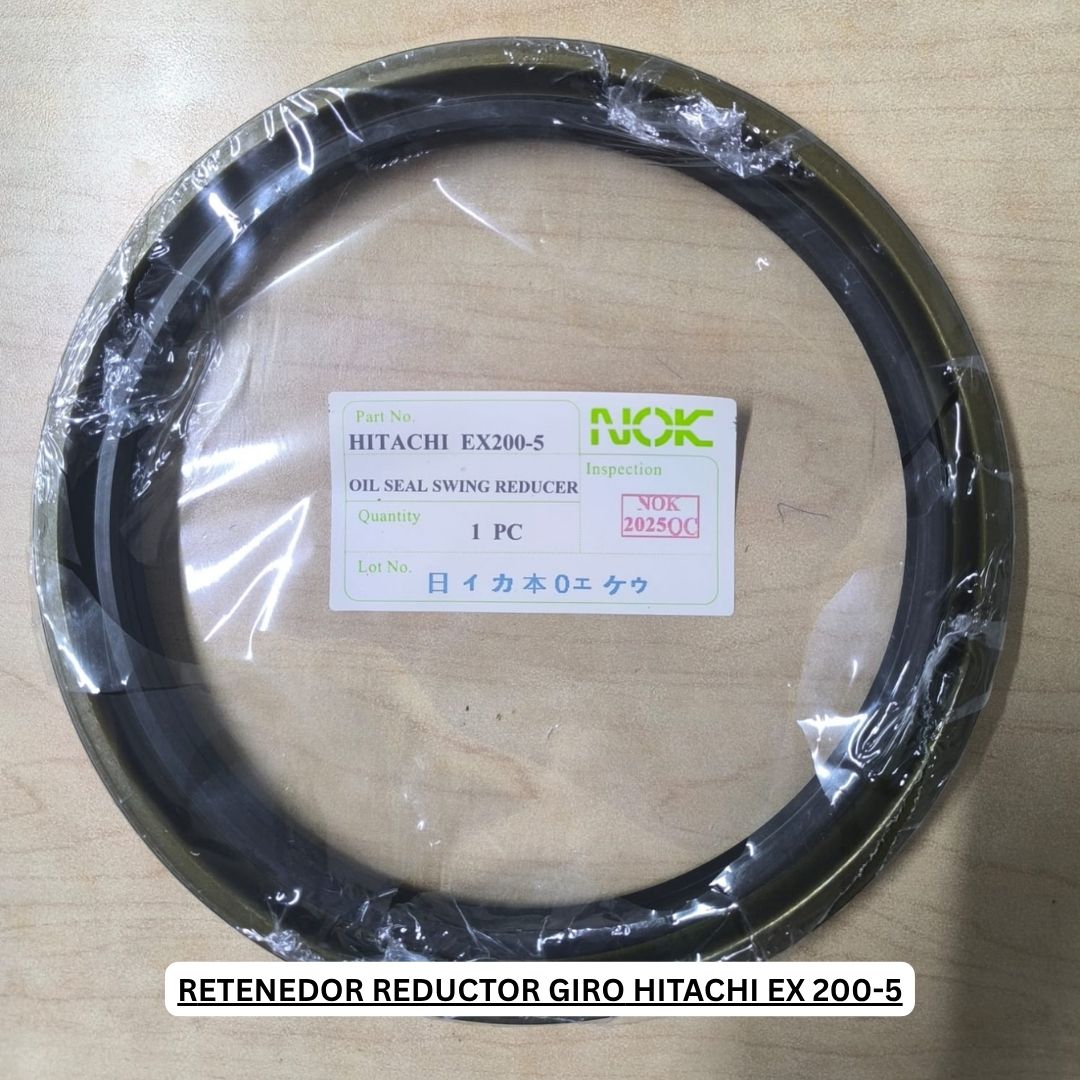 Part No.
HITACHI EX200-5
OIL SEAL SWING REDUCER
Quantity
1 PC
Lot No.
日イカ本0エケゥ
NOK
Inspection
NOK
2025QC
RETENEDOR REDUCTOR GIRO HITACHI EX 200-5